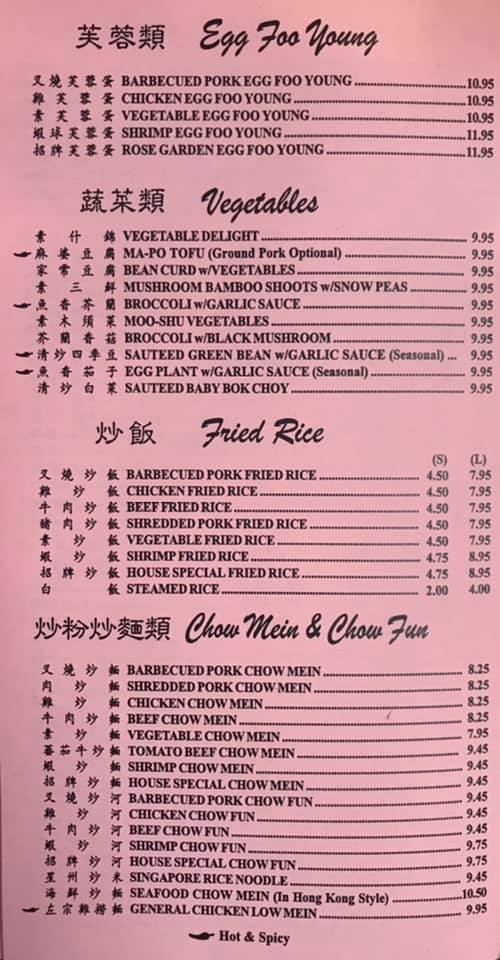 芙蓉類 Egg Foo Young
叉燒芙蓉蛋 BARBECUED PORK EGG FOO YOUNG 10.95
雞芙蓉蛋 CHICKEN EGG FOO YOUNG 10.95
素芙蓉蛋 VEGETABLE EGG FOO YOUNG 10.95
蝦球芙蓉蛋 SHRIMP EGG FOO YOUNG 11.95
招牌芙蓉蛋 ROSE GARDEN EGG FOO YOUNG 11.95
蔬菜類 Vegetables
素什錦 VEGETABLE DELIGHT 9.95
麻婆豆腐 MA-PO TOFU (Ground Pork Optional) 9.95
家常豆腐 BEAN CURD w/VEGETABLES 9.95
素三鮮 MUSHROOM BAMBOO SHOOTS w/SNOW PEAS 9.95
魚香芥蘭 BROCCOLI w/GARLIC SAUCE 9.95
素木須菜 MOO-SHU VEGETABLES 9.95
芥蘭香菇 BROCCOLI w/BLACK MUSHROOM 9.95
清炒四季豆 SAUTEED GREEN BEAN w/GARLIC SAUCE (Seasonal) ... 9.95
魚香茄子 EGG PLANT w/GARLIC SAUCE (Seasonal) 9.95
清炒白菜 SAUTEED BABY BOK CHOY 9.95
炒飯 Fried Rice
(S) (L)
叉燒炒飯 BARBECUED PORK FRIED RICE 4.50 7.95
雞炒飯 CHICKEN FRIED RICE 4.50 7.95
牛肉炒飯 BEEF FRIED RICE 4.50 7.95
豬肉炒飯 SHREDDED PORK FRIED RICE 4.50 7.95
素炒飯 VEGETABLE FRIED RICE 4.50 7.95
蝦炒飯 SHRIMP FRIED RICE 4.75 8.95
招牌炒飯 HOUSE SPECIAL FRIED RICE 4.75 8.95
白飯 STEAMED RICE 2.00 4.00
炒粉炒麵類 Chow Mein & Chow Fun
叉燒炒麵 BARBECUED PORK CHOW MEIN 8.25
肉炒麵 SHREDDED PORK CHOW MEIN 8.25
雞炒麵 CHICKEN CHOW MEIN 8.25
牛肉炒麵 BEEF CHOW MEIN 8.25
素炒麵 VEGETABLE CHOW MEIN 7.95
蕃茄牛炒麵 TOMATO BEEF CHOW MEIN 9.45
蝦炒麵 SHRIMP CHOW MEIN 9.45
招牌炒麵 HOUSE SPECIAL CHOW MEIN 9.45
叉燒炒河 BARBECUED PORK CHOW FUN 9.45
雞炒河 CHICKEN CHOW FUN 9.45
牛肉炒河 BEEF CHOW FUN 9.45
蝦炒河 SHRIMP CHOW FUN 9.75
招牌炒河 HOUSE SPECIAL CHOW FUN 9.75
星州炒米 SINGAPORE RICE NOODLE 9.45
海鮮炒麵 SEAFOOD CHOW MEIN (In Hong Kong Style) 10.50
左宗雞撈麵 GENERAL CHICKEN LOW MEIN 9.95
Hot & Spicy